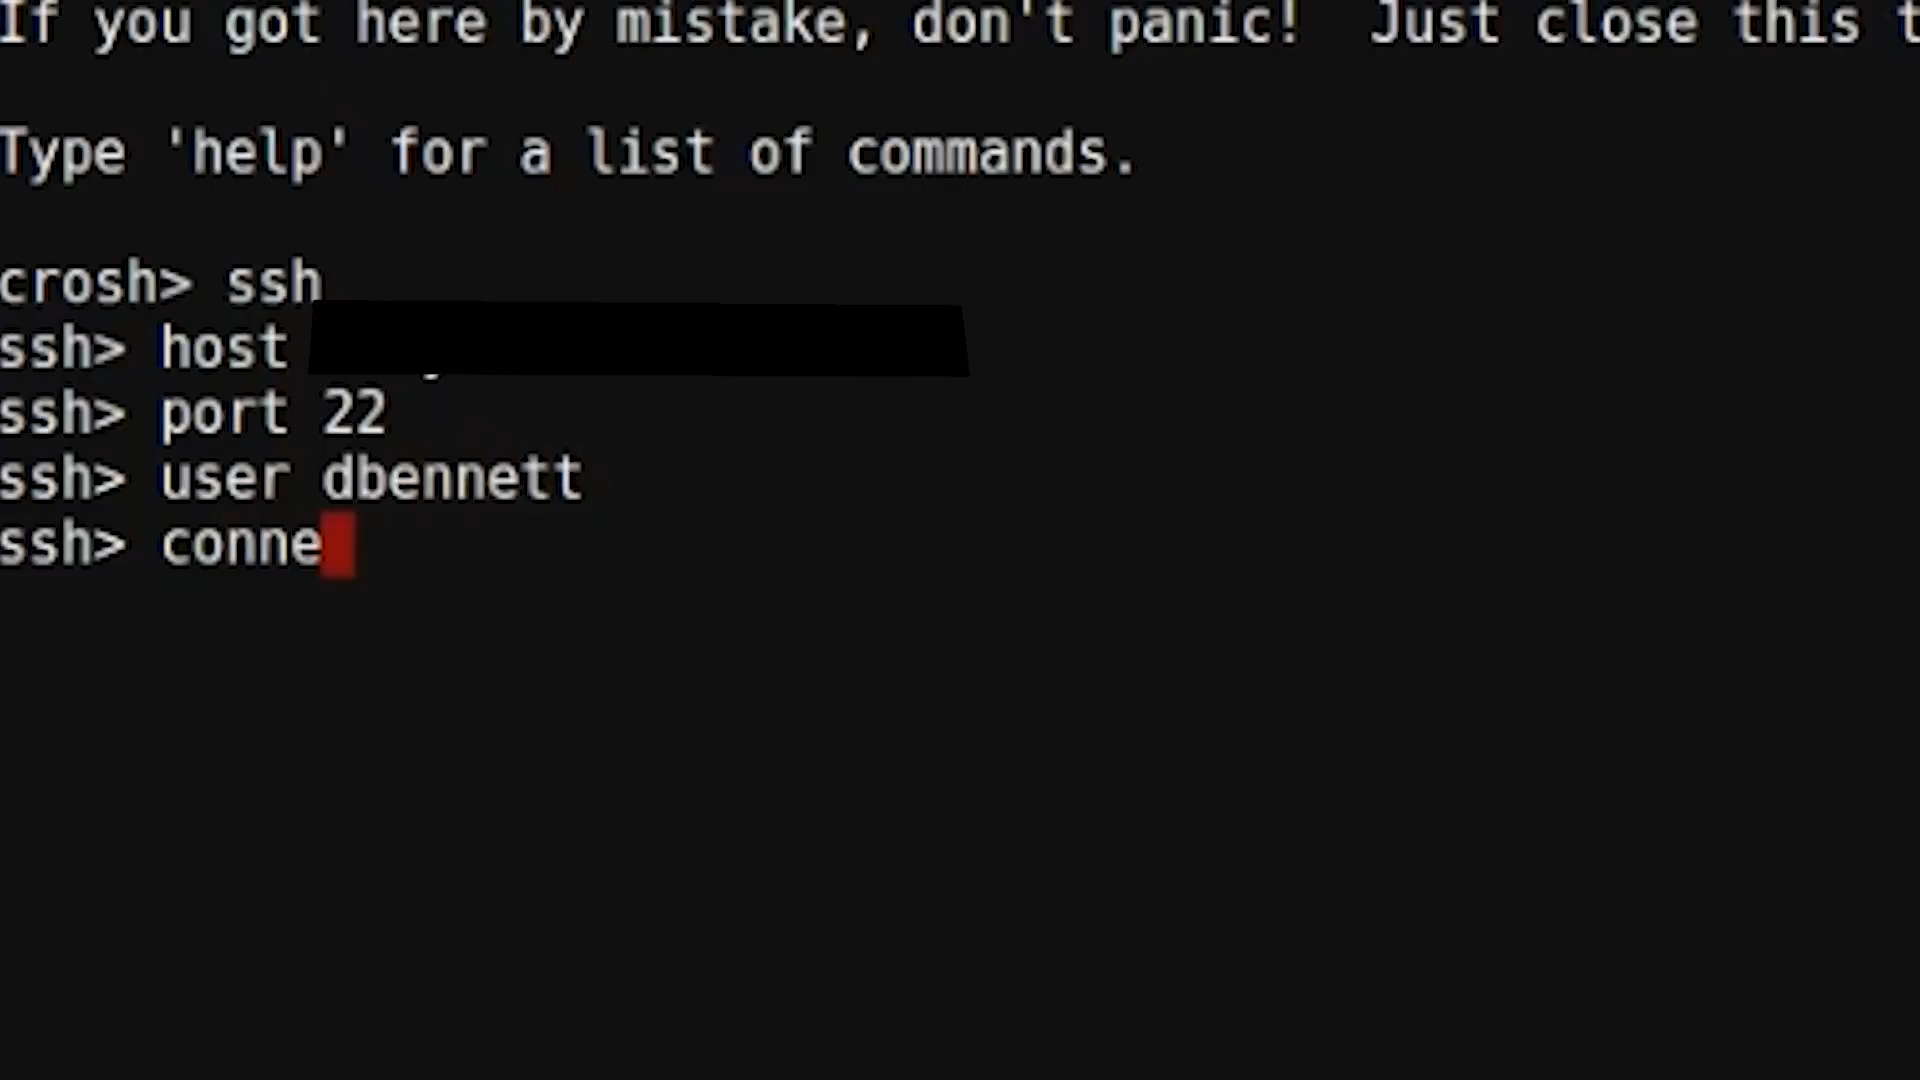 If you got here by mistake, don't panic!  Just close this t
Type 'help' for a list of commands.
crosh> ssh
ssh> host
ssh> port 22
ssh> user dbennett
ssh> conne